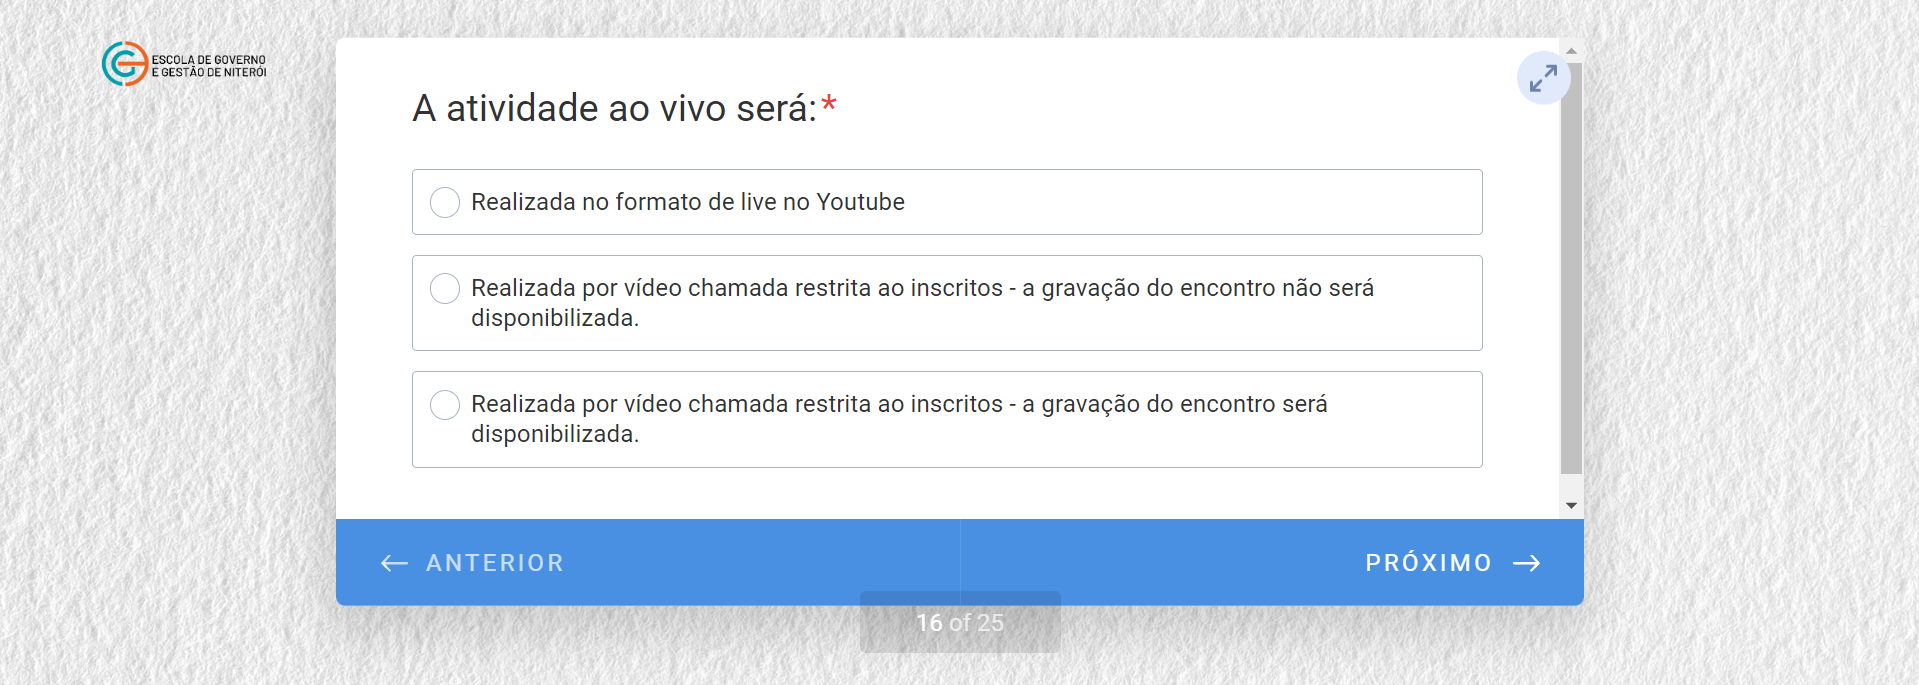 ESCOLA DE GOVERNO
E GESTÃO DE NITERÓI
A atividade ao vivo será:*
Realizada no formato de live no Youtube
Realizada por vídeo chamada restrita ao inscritos - a gravação do encontro não será
disponibilizada.
Realizada por vídeo chamada restrita ao inscritos - a gravação do encontro será
disponibilizada.
ANTERIOR
PRÓXIMO
16 of 25